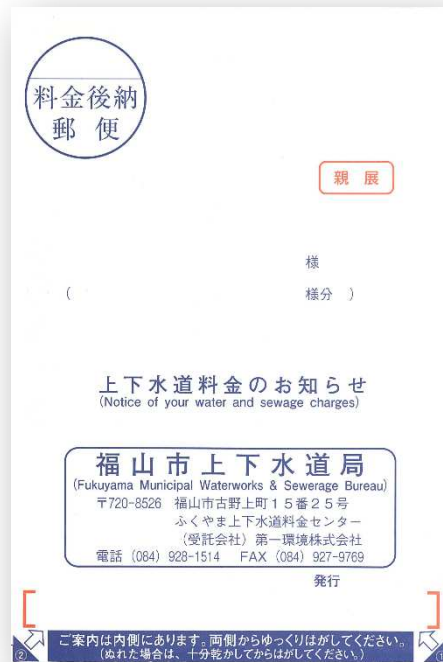 料金後納
郵便
親展
様
( 様分 )
上下水道料金のお知らせ
(Notice of your water and sewage charges)
福山市上下水道局
(Fukuyama Municipal Waterworks & Sewerage Bureau)
〒720-8526 福山市古野上町15番25号
ふくやま上下水道料金センター
(受託会社) 第一環境株式会社
電話 (084) 928-1514 FAX (084) 927-9769
発行
ご案内は内側にあります。両側からゆっくりはがしてください。
(ぬれた場合は、十分乾かしてからはがしてください。)
②